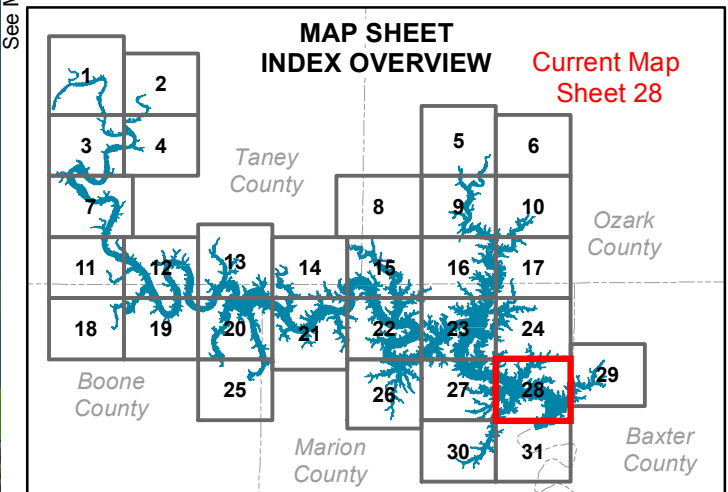 See M
MAP SHEET
INDEX OVERVIEW
Current Map
Sheet 28
1
2
3
4
Taney
County
5
6
7
8
9
10
Ozark
County
11
12
13
14
15
16
17
18
19
20
21
22
23
24
Boone
County
25
26
27
28
29
Marion
County
30
31
Baxter
County